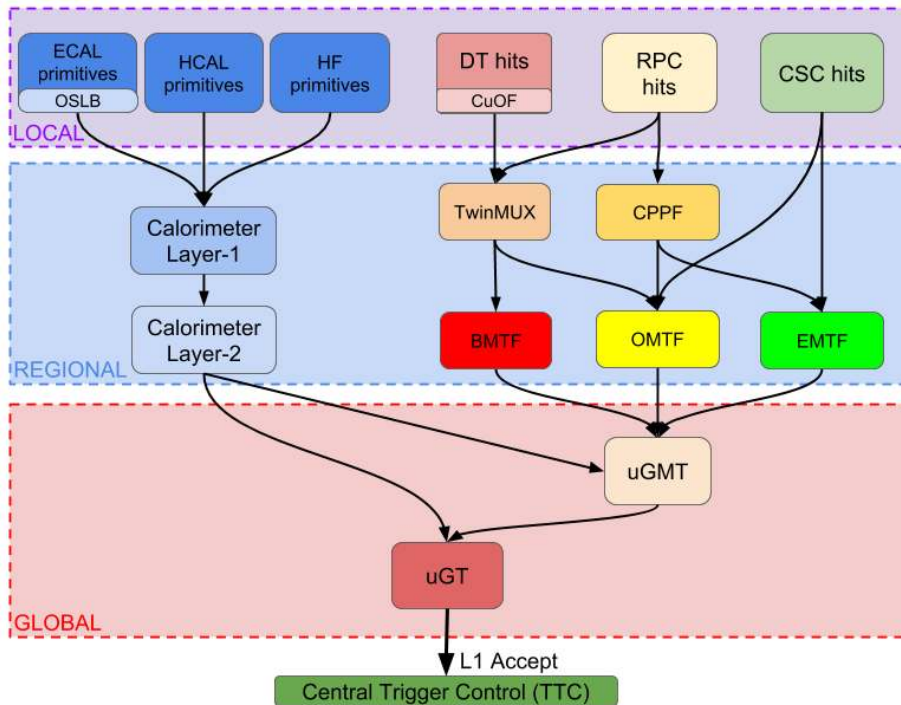 ECAL
primitives
OSLB
HCAL
primitives
HF
primitives
DT hits
CuOF
RPC
hits
CSC hits
LOCAL
TwinMUX
CPPF
Calorimeter
Layer-1
Calorimeter
Layer-2
BMTF
OMTF
EMTF
REGIONAL
uGMT
uGT
GLOBAL
L1 Accept
Central Trigger Control (TTC)